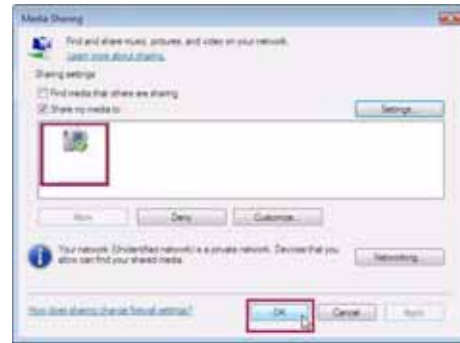 Media Sharing
Find and share music, pictures, and video on your network.
Learn more about sharing.
Sharing settings
Find media that others are sharing
Share my media to:
Settings...
Allow
Deny
Customize...
Your network (Unidentified network) is a private network. Devices that you
allow can find your shared media.
Networking...
How does sharing change firewall settings?
OK
Cancel
Apply